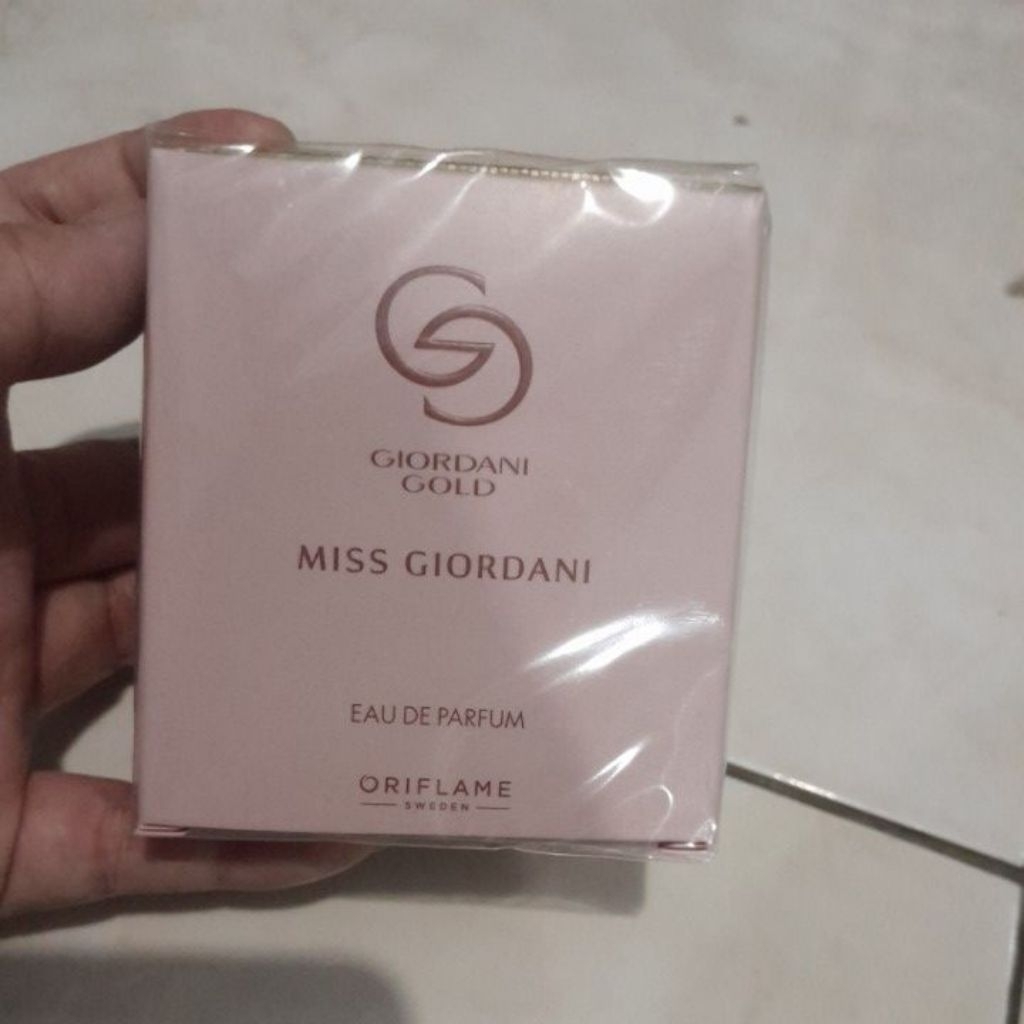 GIORDANI
GOLD
MISS GIORDANI
EAU DE PARFUM
ORIFLAME
SWEDEN